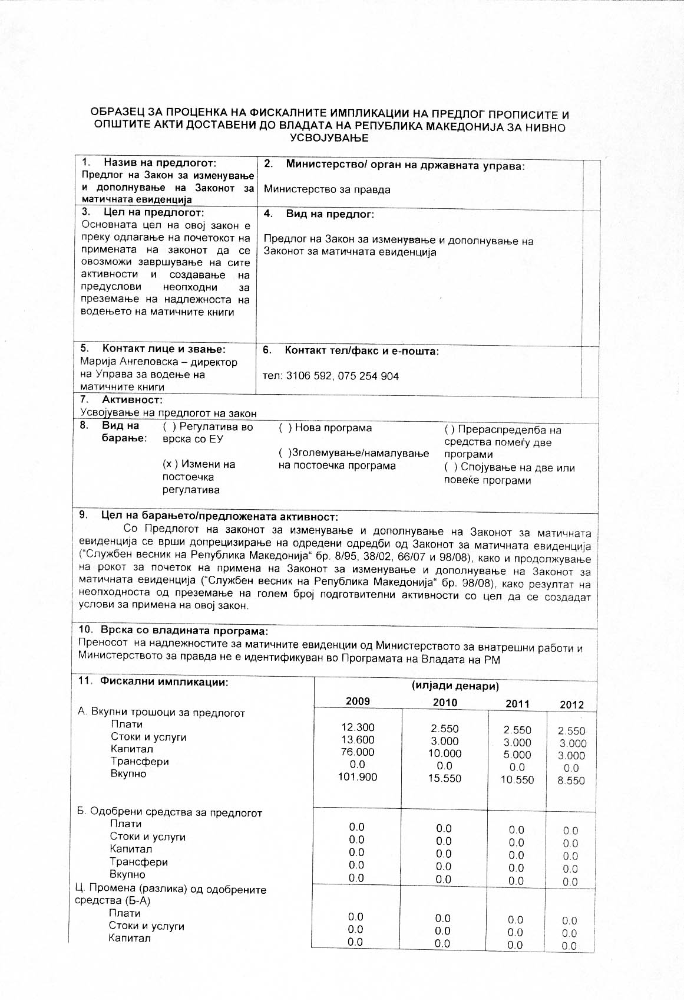 ОБРАЗЕЦ ЗА ПРОЦЕНКА НА ФИСКАЛНИТЕ ИМПЛИКАЦИИ НА ПРЕДЛОГ ПРОПИСИТЕ И
ОПШТИТЕ АКТИ ДОСТАВЕНИ ДО ВЛАДАТА НА РЕПУБЛИКА МАКЕДОНИЈА ЗА НИВНО
УСВОЈУВАЊЕ
1. Назив на предлогот:
Предлог на Закон за изменување
и дополнување на Законот за
матичната евиденција
2. Министерство/ орган на државната управа:
Министерство за правда
3. Цел на предлогот:
Основната цел на овој закон е
преку одлагање на почетокот на
примената на законот да се
овозможи завршување на сите
активности и создавање на
предуслови неопходни за
преземање на надлежноста на
водењето на матичните книги
4. Вид на предлог:
Предлог на Закон за изменување и дополнување на
Законот за матичната евиденција
5. Контакт лице и звање:
Марија Ангеловска – директор
на Управа за водење на
матичните книги
6. Контакт тел/факс и е-пошта:
тел: 3106 592, 075 254 904
7. Активност:
Усвојување на предлогот на закон
8. Вид на
барање:
( ) Регулатива во
врска со ЕУ
(х ) Измени на
постоечка
регулатива
( ) Нова програма
( )Зголемување/намалување
на постоечка програма
( ) Прераспределба на
средства помеѓу две
програми
( ) Спојување на две или
повеќе програми
9. Цел на барањето/предложената активност:
Со Предлогот на законот за изменување и дополнување на Законот за матичната
евиденција се врши допрецизирање на одредени одредби од Законот за матичната евиденција
(“Службен весник на Република Македонија“ бр. 8/95, 38/02, 66/07 и 98/08), како и продолжување
на рокот за почеток на примена на Законот за изменување и дополнување на Законот за
матичната евиденција (“Службен весник на Република Македонија“ бр. 98/08), како резултат на
неопходноста од преземање на голем број подготвителни активности со цел да се создадат
услови за примена на овој закон.
10. Врска со владината програма:
Преносот на надлежностите за матичните евиденции од Министерството за внатрешни работи и
Министерството за правда не е идентификуван во Програмата на Владата на РМ
11. Фискални импликации:
(илјади денари)
2009 2010 2011 2012
А. Вкупни трошоци за предлогот
Плати 12.300 2.550 2.550 2.550
Стоки и услуги 13.600 3.000 3.000 3.000
Капитал 76.000 10.000 5.000 3.000
Трансфери 0.0 0.0 0.0 0.0
Вкупно 101.900 15.550 10.550 8.550
Б. Одобрени средства за предлогот
Плати 0.0 0.0 0.0 0.0
Стоки и услуги 0.0 0.0 0.0 0.0
Капитал 0.0 0.0 0.0 0.0
Трансфери 0.0 0.0 0.0 0.0
Вкупно 0.0 0.0 0.0 0.0
Ц. Промена (разлика) од одобрените
средства (Б-А)
Плати 0.0 0.0 0.0 0.0
Стоки и услуги 0.0 0.0 0.0 0.0
Капитал 0.0 0.0 0.0 0.0